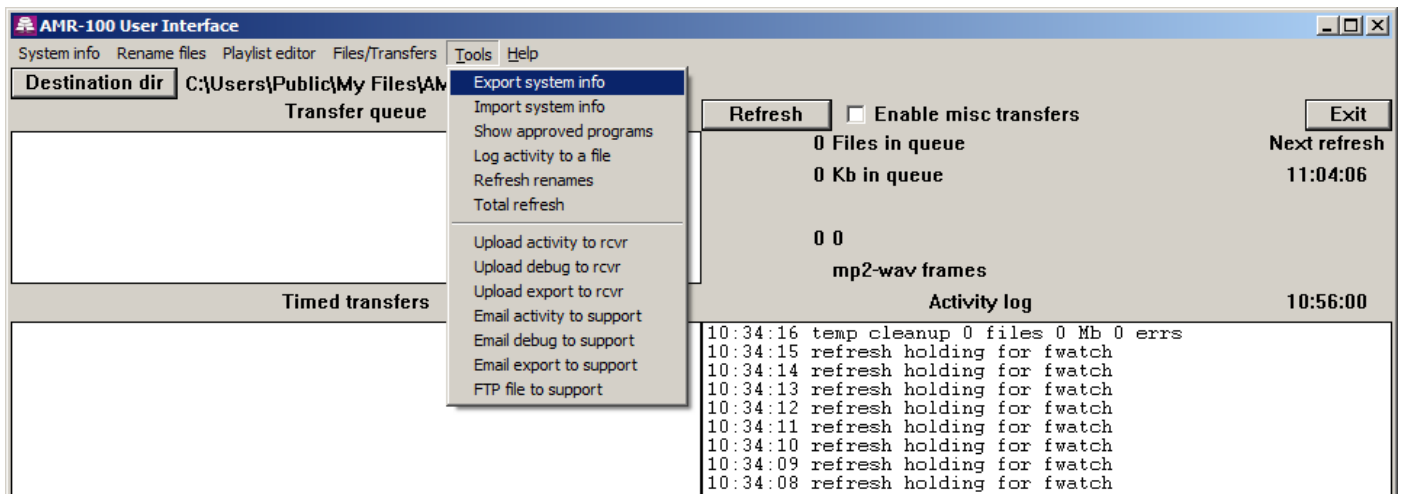 AMR-100 User Interface
System info Rename files Playlist editor Files/Transfers Tools Help
Destination dir C:\Users\Public\My Files\AM
Export system info
Import system info
Show approved programs
Log activity to a file
Refresh renames
Total refresh
Upload activity to rcvr
Upload debug to rcvr
Upload export to rcvr
Email activity to support
Email debug to support
Email export to support
FTP file to support
Transfer queue
Refresh Enable misc transfers Exit
0 Files in queue Next refresh
0 Kb in queue 11:04:06
0 0
mp2-wav frames
Timed transfers
Activity log 10:56:00
10:34:16 temp cleanup 0 files 0 Mb 0 errs
10:34:15 refresh holding for fwatch
10:34:14 refresh holding for fwatch
10:34:13 refresh holding for fwatch
10:34:12 refresh holding for fwatch
10:34:11 refresh holding for fwatch
10:34:10 refresh holding for fwatch
10:34:09 refresh holding for fwatch
10:34:08 refresh holding for fwatch